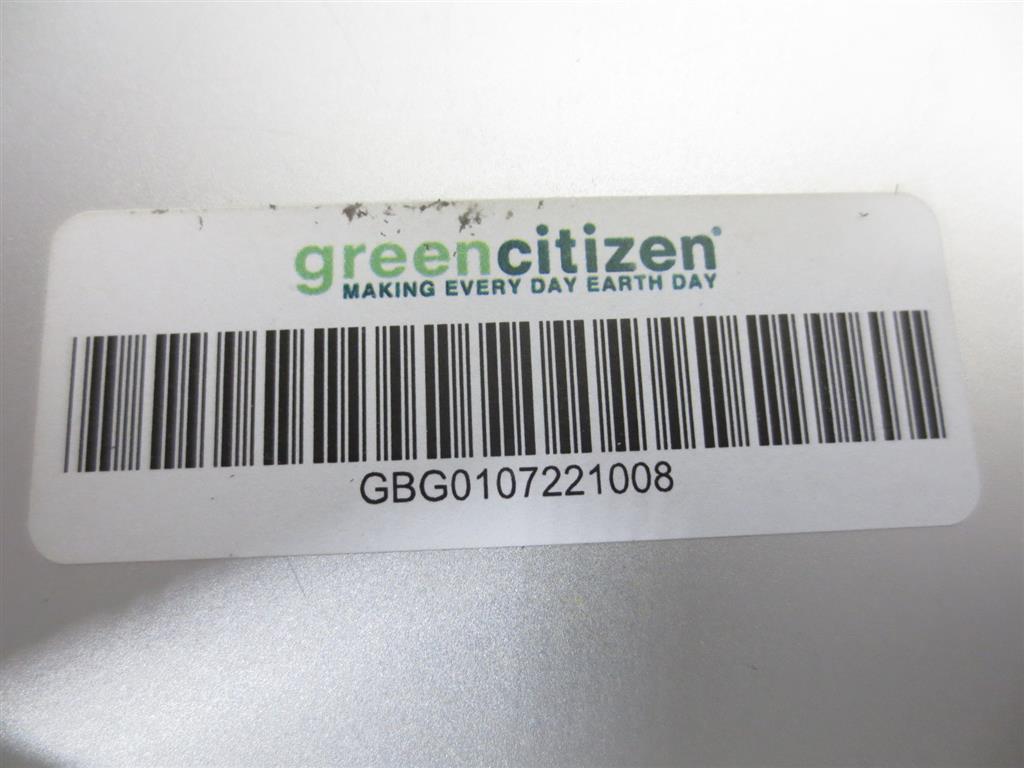 greencitizen
MAKING EVERY DAY EARTH DAY
GBG0107221008